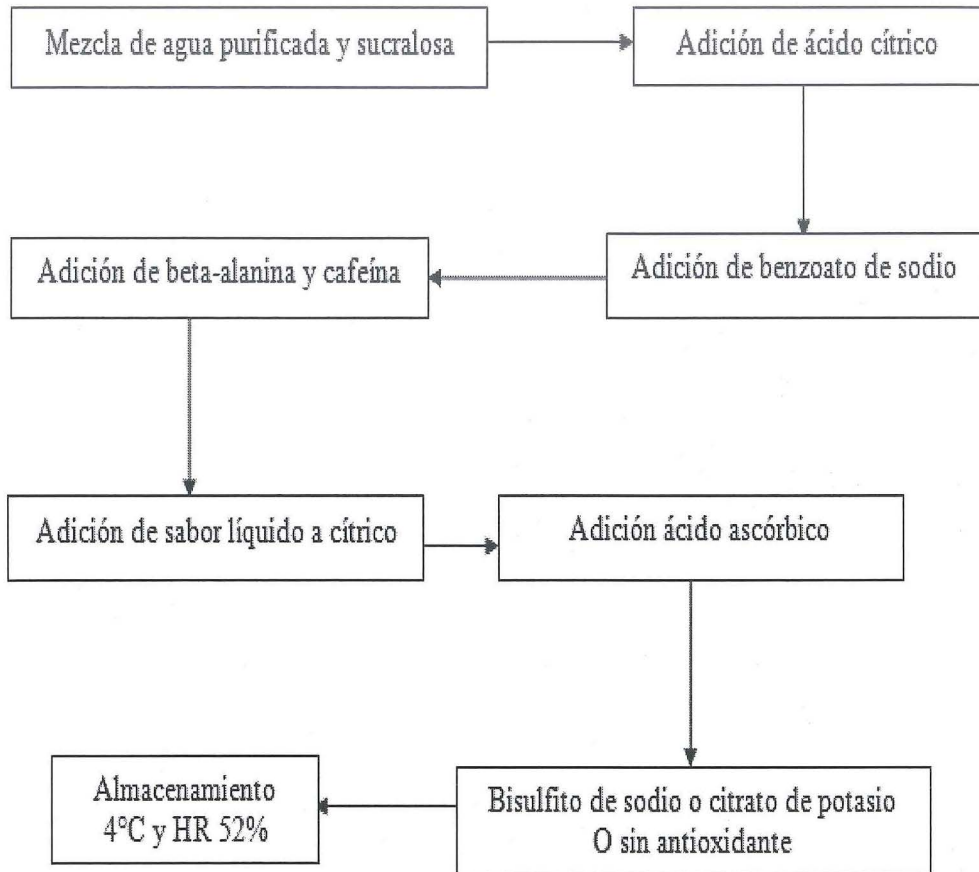 Mezcla de agua purificada y sucralosa
Adición de ácido cítrico
Adición de benzoato de sodio
Adición de beta-alanina y cafeína
Adición de sabor líquido a cítrico
Adición ácido ascórbico
Bisulfito de sodio o citrato de potasio
O sin antioxidante
Almacenamiento
4°C y HR 52%